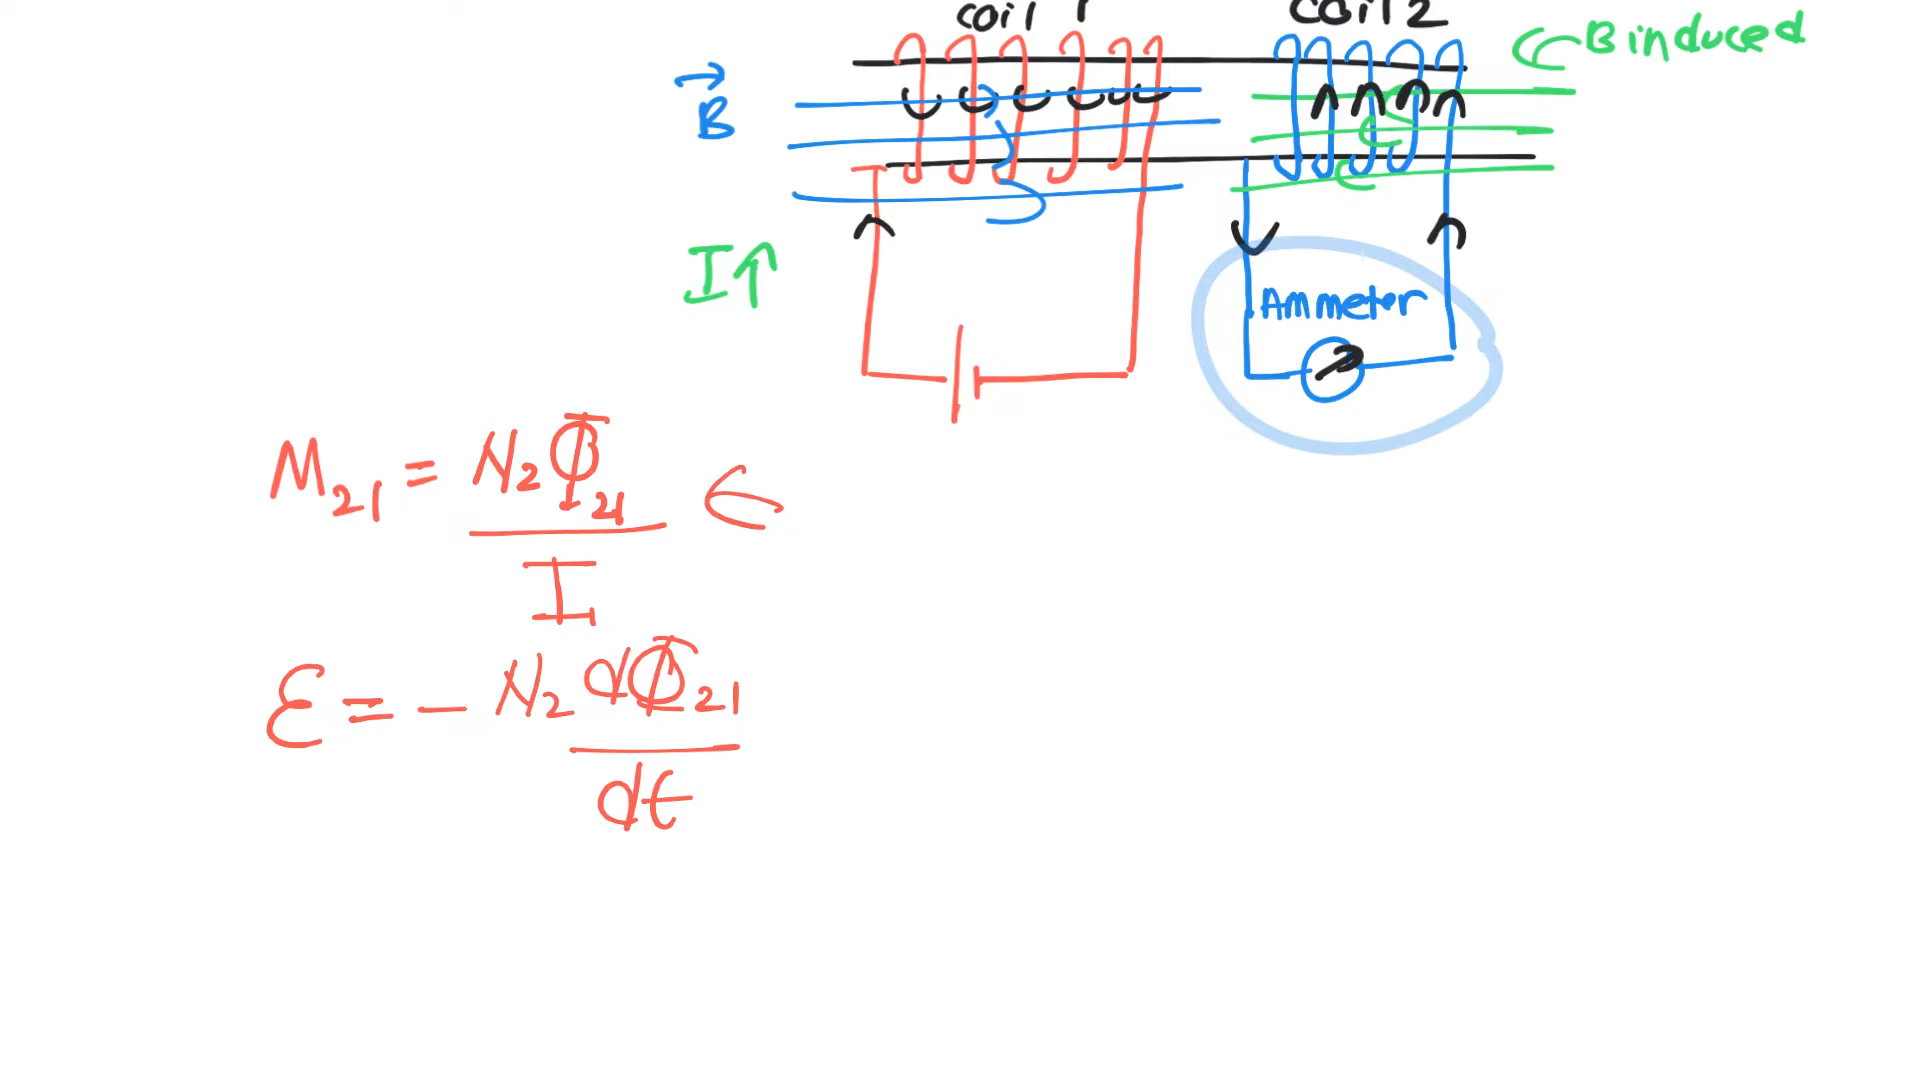 coil 1
coil 2
B induced
B⃗
I↑
Ammeter
M₂₁ = N₂Φ₂₁ / I
ε = - N₂ dΦ₂₁ / dt